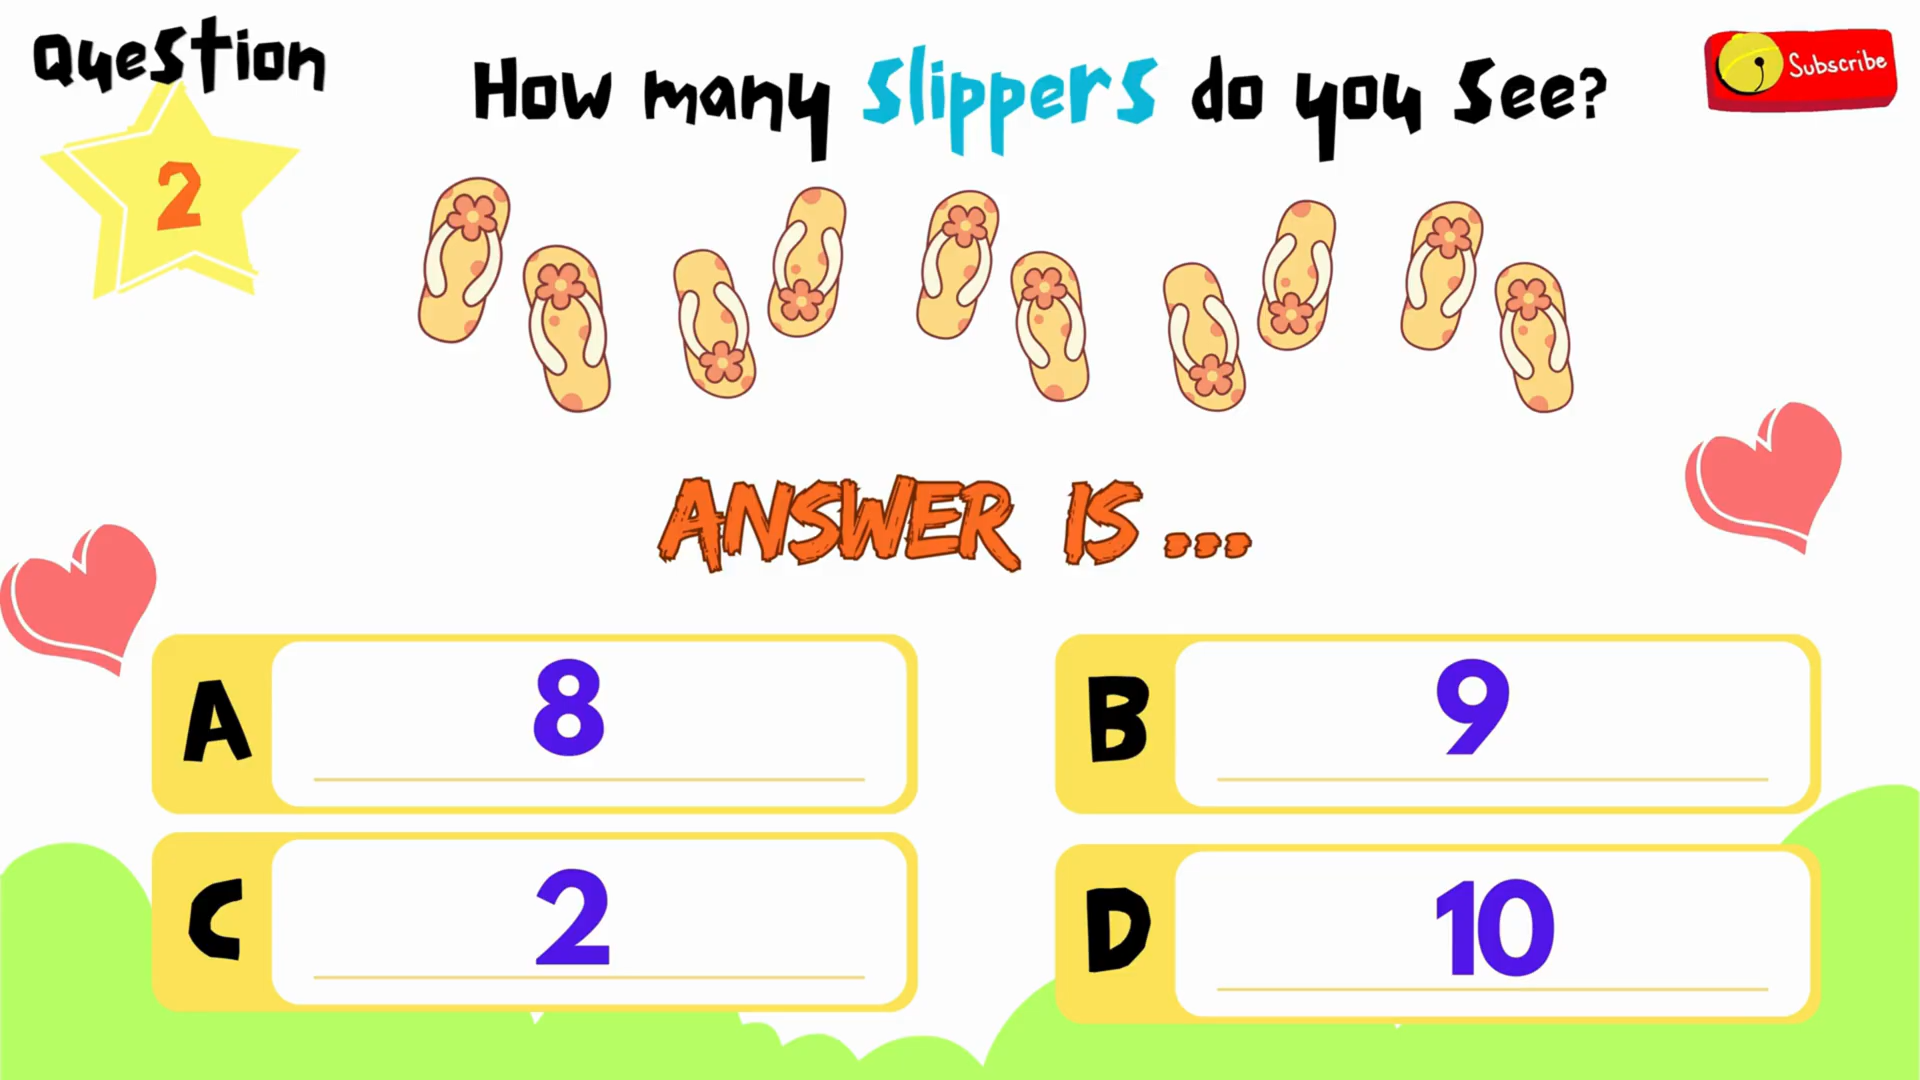 Question
2
How many slippers do you see?
Subscribe
ANSWER IS ...
A 8
B 9
C 2
D 10